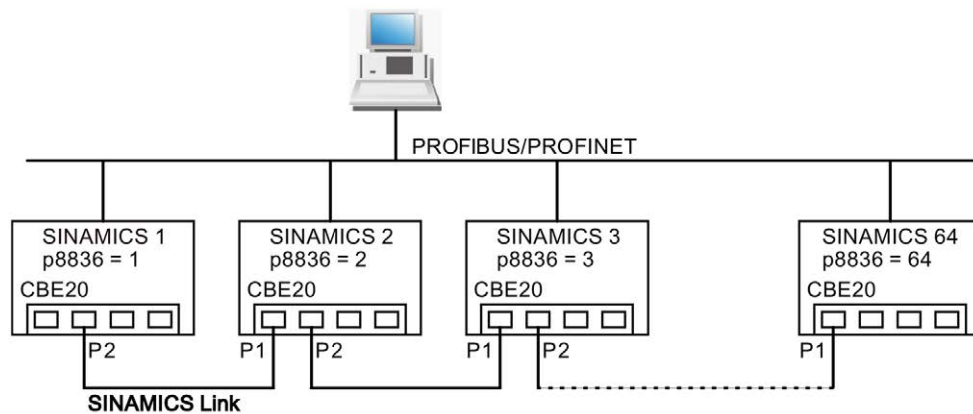 PROFIBUS/PROFINET
SINAMICS 1
p8836 = 1
CBE20
P2
SINAMICS 2
p8836 = 2
CBE20
P1
P2
SINAMICS 3
p8836 = 3
CBE20
P1
P2
SINAMICS 64
p8836 = 64
CBE20
P1
SINAMICS Link